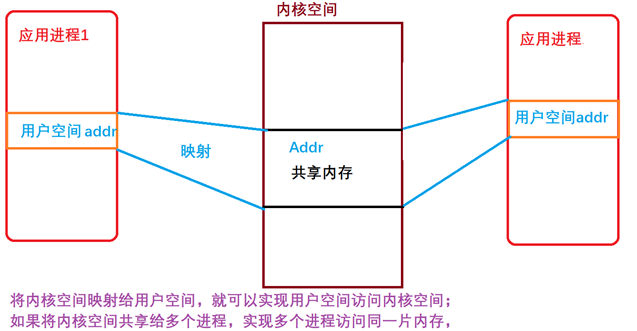 内核空间
应用进程1
应用进程
用户空间 addr
用户空间addr
映射
Addr
共享内存
将内核空间映射给用户空间，就可以实现用户空间访问内核空间；
如果将内核空间共享给多个进程，实现多个进程访问同一片内存，